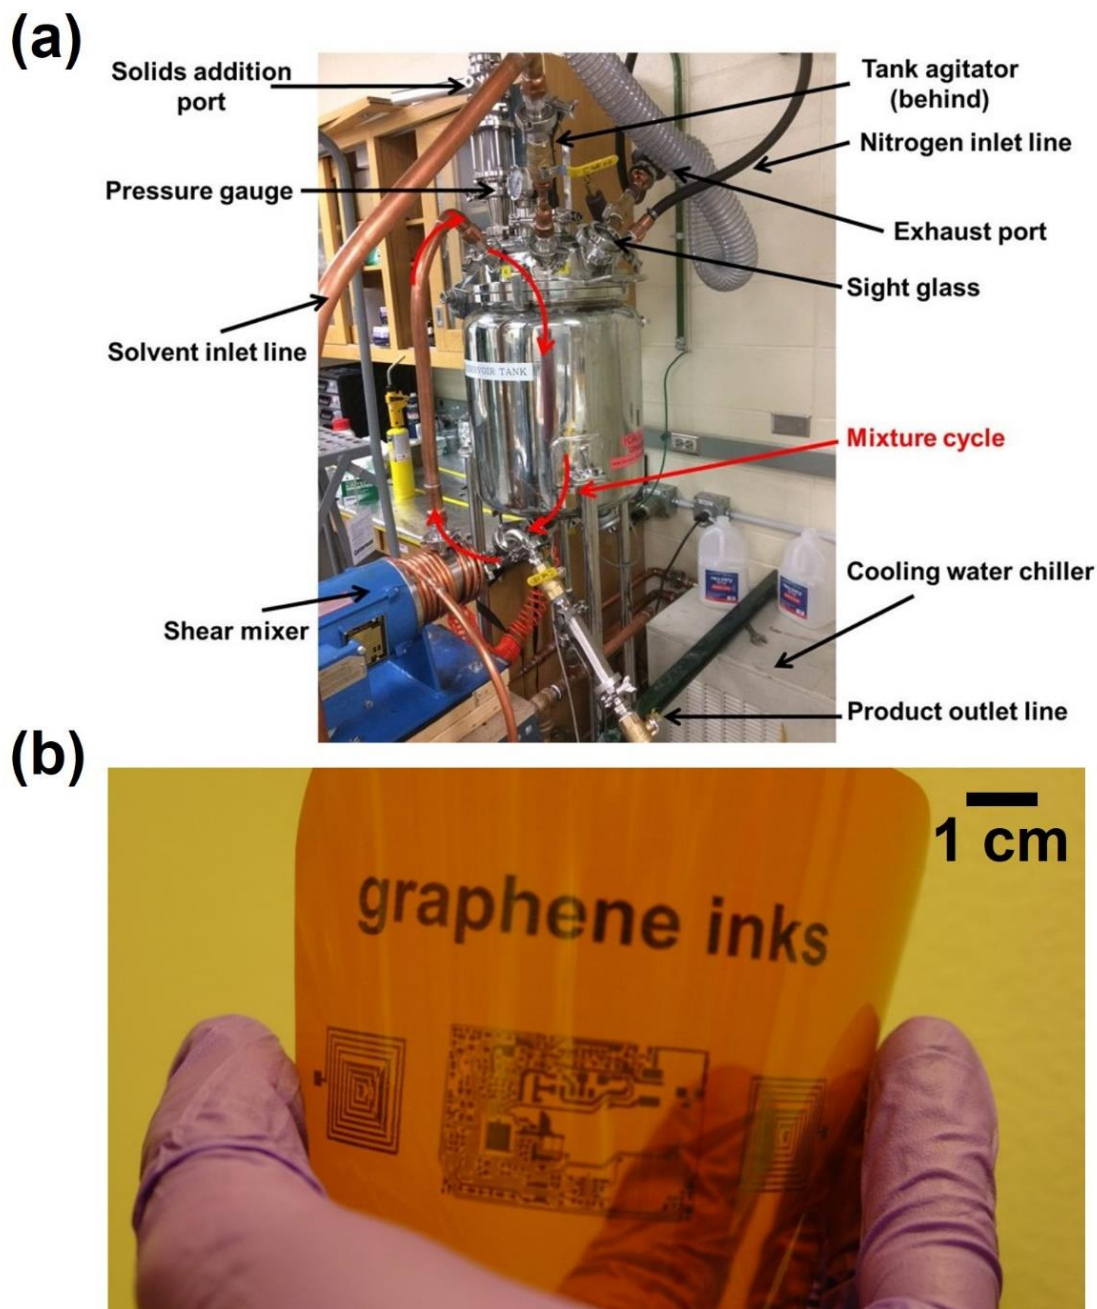 (a)
Solids addition
port
Pressure gauge
Solvent inlet line
Shear mixer
Tank agitator
(behind)
Nitrogen inlet line
Exhaust port
Sight glass
Mixture cycle
Cooling water chiller
Product outlet line
TANK
(b)
1 cm
graphene inks